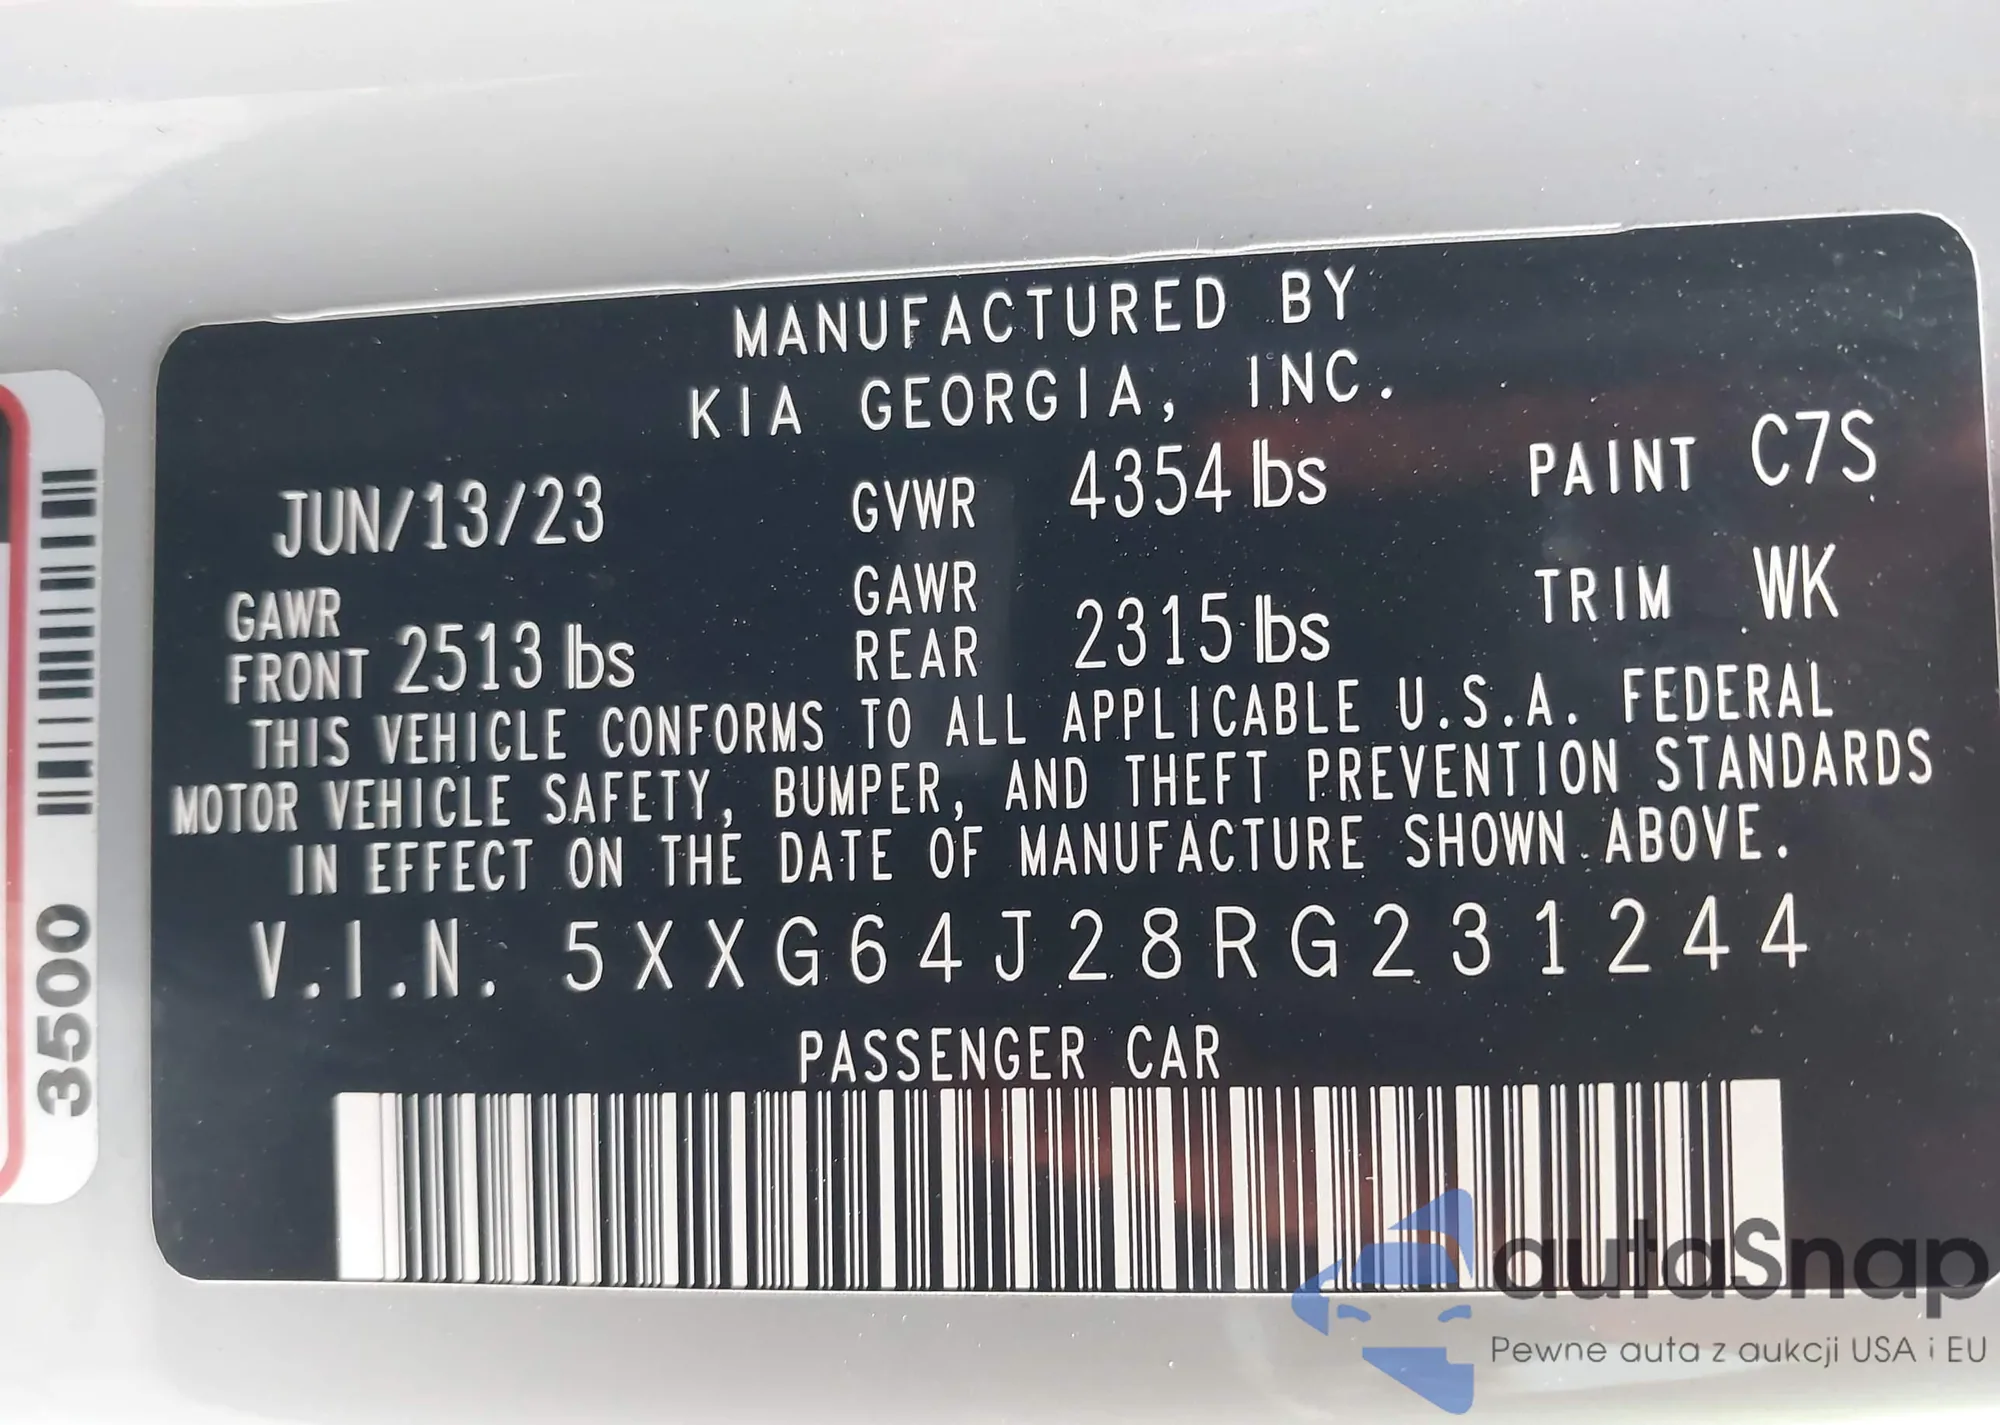 MANUFACTURED BY
KIA GEORGIA, INC.
JUN/13/23 GVWR 4354 lbs PAINT C7S
GAWR FRONT 2513 lbs GAWR REAR 2315 lbs TRIM WK
THIS VEHICLE CONFORMS TO ALL APPLICABLE U.S.A. FEDERAL
MOTOR VEHICLE SAFETY, BUMPER, AND THEFT PREVENTION STANDARDS
IN EFFECT ON THE DATE OF MANUFACTURE SHOWN ABOVE.
V.I.N. 5XXG64J28RG231244
PASSENGER CAR
3500
autaSnap
Pewne auta z aukcji USA i EU